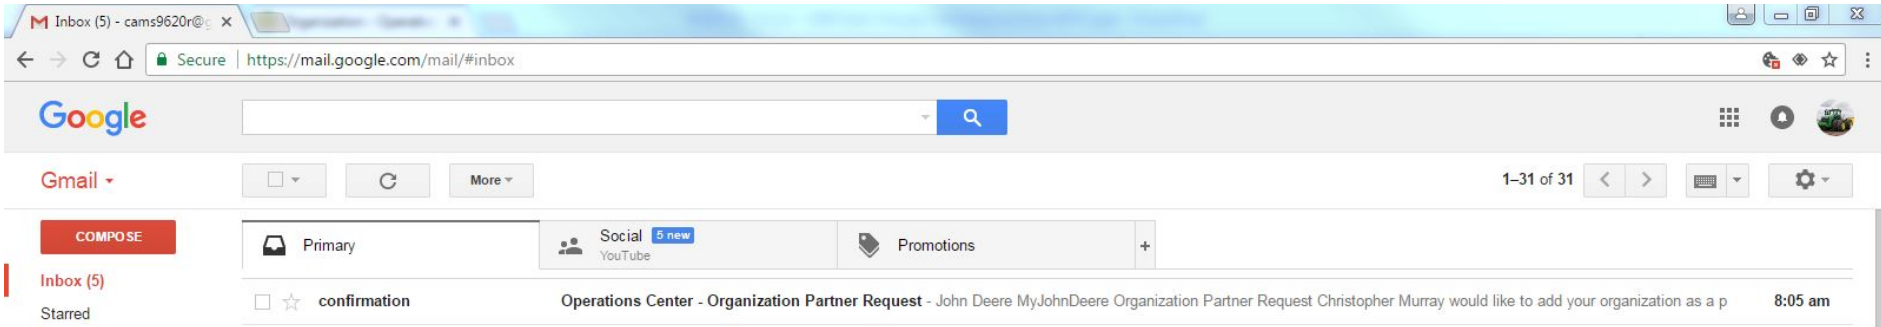 Inbox (5) - cams9620r@g
Secure https://mail.google.com/mail/#inbox
Google
Gmail More 1–31 of 31
COMPOSE Primary Social 5 new Promotions +
YouTube
Inbox (5)
confirmation Operations Center - Organization Partner Request - John Deere MyJohnDeere Organization Partner Request Christopher Murray would like to add your organization as a p 8:05 am
Starred